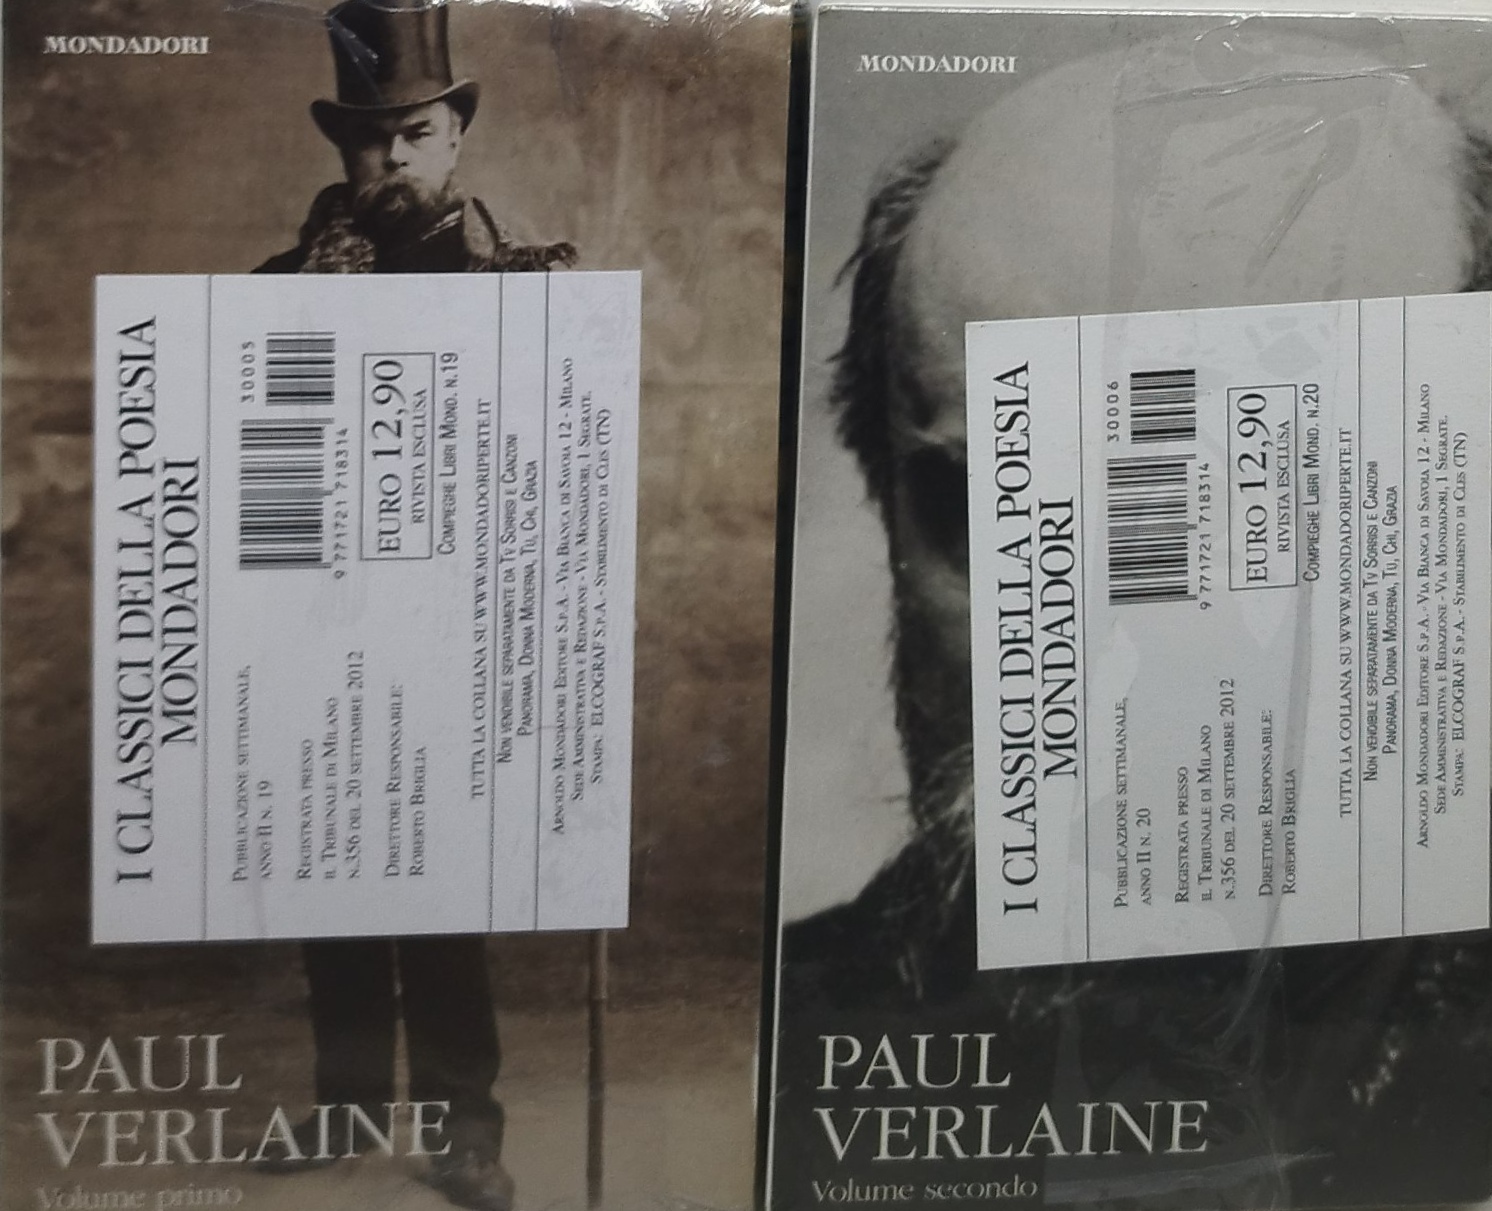 MONDADORI
I CLASSICI DELLA POESIA
MONDADORI
PUBBLICAZIONE SETTIMANALE,
ANNO II N. 19
REGISTRATA PRESSO
IL TRIBUNALE DI MILANO
N.356 DEL 20 SETTEMBRE 2012
DIRETTORE RESPONSABILE:
ROBERTO BRIGLIA
30005
9 771721 718314
EURO 12,90
RIVISTA ESCLUSA
COMPIEGHE LIBRI MOND. N.19
TUTTA LA COLLANA SU WWW.MONDADORIPERTE.IT
NON VENDIBILE SEPARATAMENTE DA TV SORRISI E CANZONI
PANORAMA, DONNA MODERNA, TU, CHI, GRAZIA
ARNOLDO MONDADORI EDITORE S.P.A. - VIA BIANCA DI SAVOIA 12 - MILANO
SEDE AMMINISTRATIVA E REDAZIONE - VIA MONDADORI, 1 SEGRATE.
STAMPA: ELCOGRAF S.P.A. - STABILIMENTO DI CLES (TN)
PAUL
VERLAINE
Volume primo
MONDADORI
I CLASSICI DELLA POESIA
MONDADORI
PUBBLICAZIONE SETTIMANALE,
ANNO II N. 20
REGISTRATA PRESSO
IL TRIBUNALE DI MILANO
N.356 DEL 20 SETTEMBRE 2012
DIRETTORE RESPONSABILE:
ROBERTO BRIGLIA
30006
9 771721 718314
EURO 12,90
RIVISTA ESCLUSA
COMPIEGHE LIBRI MOND. N.20
TUTTA LA COLLANA SU WWW.MONDADORIPERTE.IT
NON VENDIBILE SEPARATAMENTE DA TV SORRISI E CANZONI
PANORAMA, DONNA MODERNA, TU, CHI, GRAZIA
ARNOLDO MONDADORI EDITORE S.P.A. - VIA BIANCA DI SAVOIA 12 - MILANO
SEDE AMMINISTRATIVA E REDAZIONE - VIA MONDADORI, 1 SEGRATE.
STAMPA: ELCOGRAF S.P.A. - STABILIMENTO DI CLES (TN)
PAUL
VERLAINE
Volume secondo